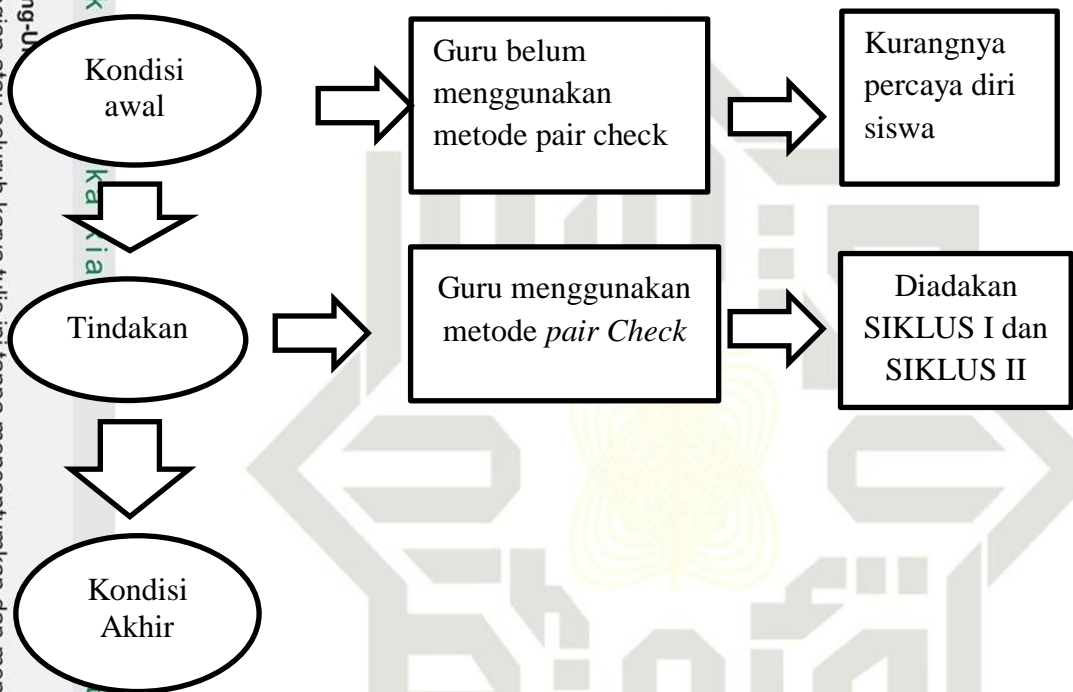 Kondisi
awal
Guru belum
menggunakan
metode pair check
Kurangnya
percaya diri
siswa
Tindakan
Guru menggunakan
metode pair Check
Diadakan
SIKLUS I dan
SIKLUS II
Kondisi
Akhir